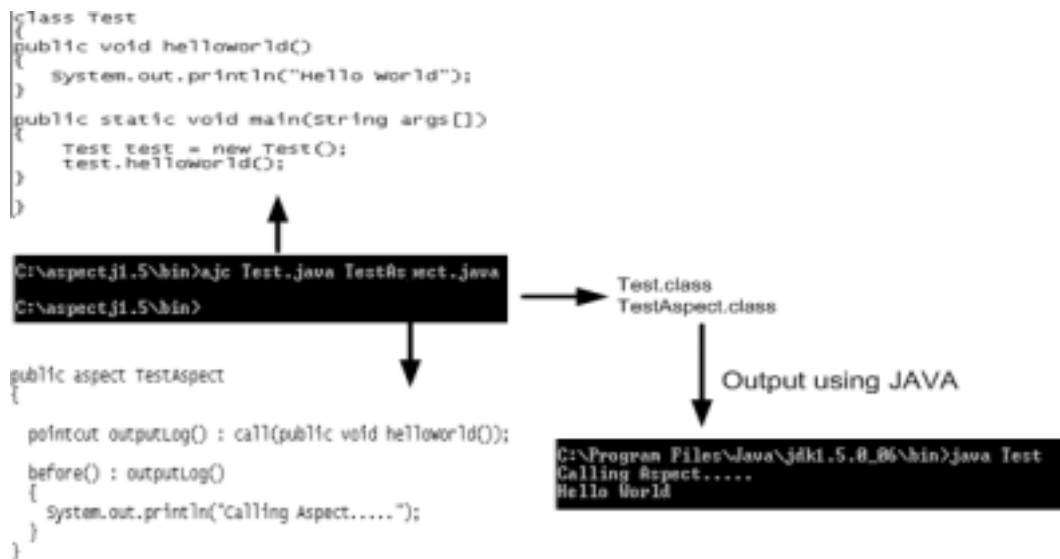 class Test
{
public void helloworld()
{
System.out.println("Hello World");
}
public static void main(String args[])
{
Test test = new Test();
test.helloworld();
}
}
C:\aspectj1.5\bin>ajc Test.java TestAspect.java
C:\aspectj1.5\bin>
Test.class
TestAspect.class
public aspect TestAspect
{
pointcut outputLog() : call(public void helloworld());
before() : outputLog()
{
System.out.println("Calling Aspect.....");
}
}
Output using JAVA
C:\Program Files\Java\jdk1.5.0_06\bin>java Test
Calling Aspect.....
Hello World